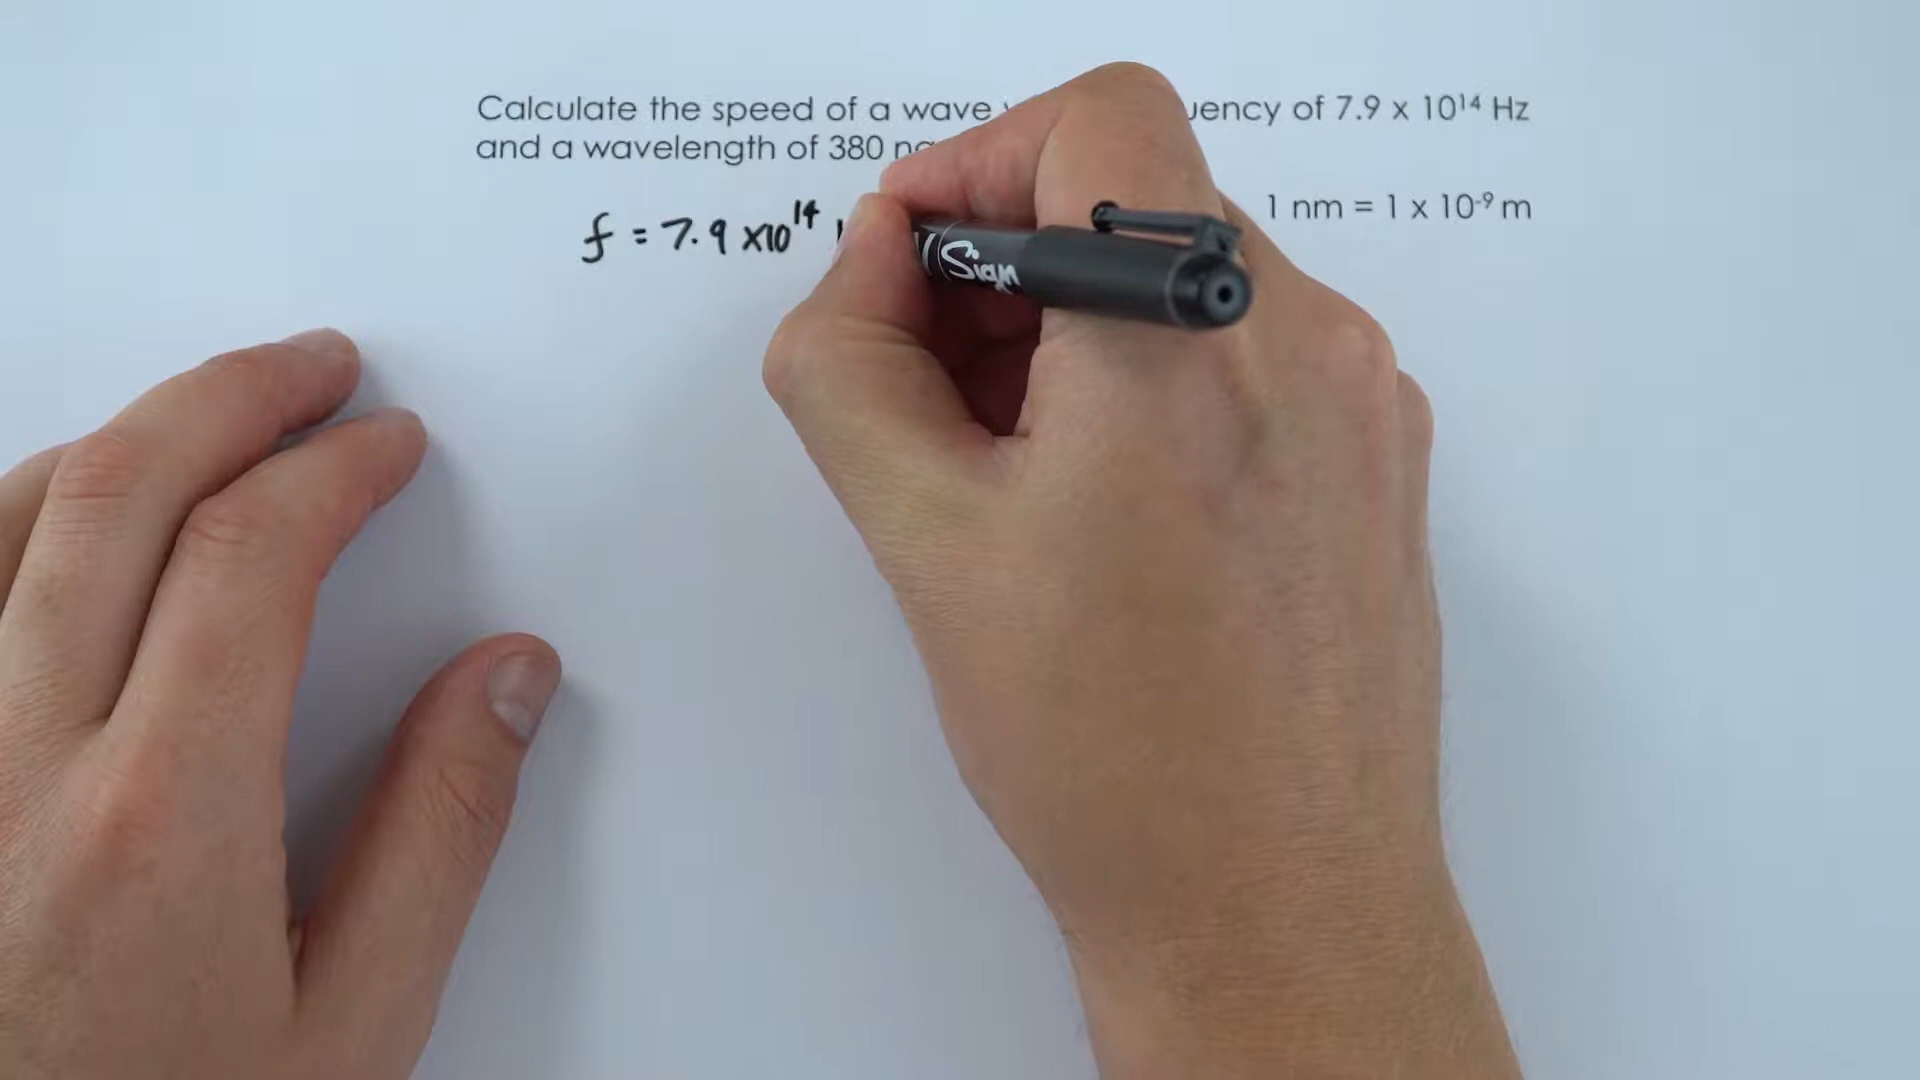 Calculate the speed of a wave uency of 7.9 x 10¹⁴ Hz
and a wavelength of 380
1 nm = 1 x 10⁻⁹ m
f = 7.9 x10¹⁴
Sign